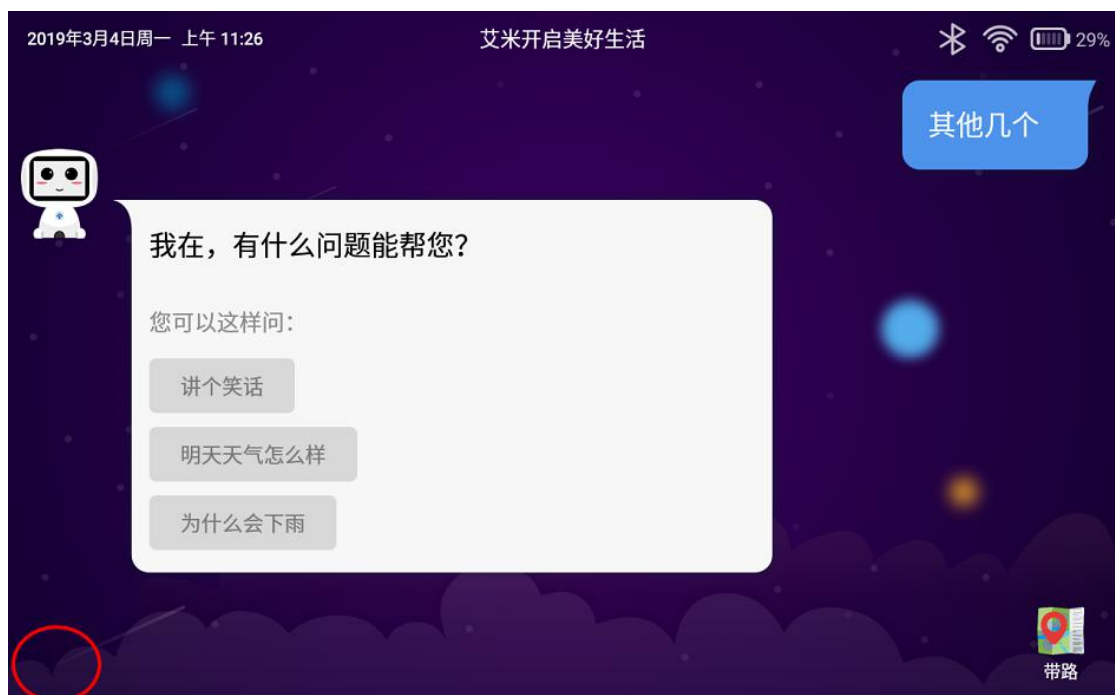 2019年3月4日周一 上午 11:26
艾米开启美好生活
29%
其他几个
我在，有什么问题能帮您？
您可以这样问：
讲个笑话
明天天气怎么样
为什么会下雨
带路